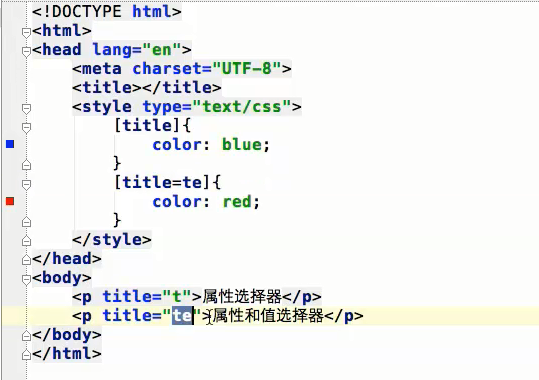 <!DOCTYPE html>
<html>
<head lang="en">
<meta charset="UTF-8">
<title></title>
<style type="text/css">
[title]{
color: blue;
}
[title=te]{
color: red;
}
</style>
</head>
<body>
<p title="t">属性选择器</p>
<p title="te">属性和值选择器</p>
</body>
</html>